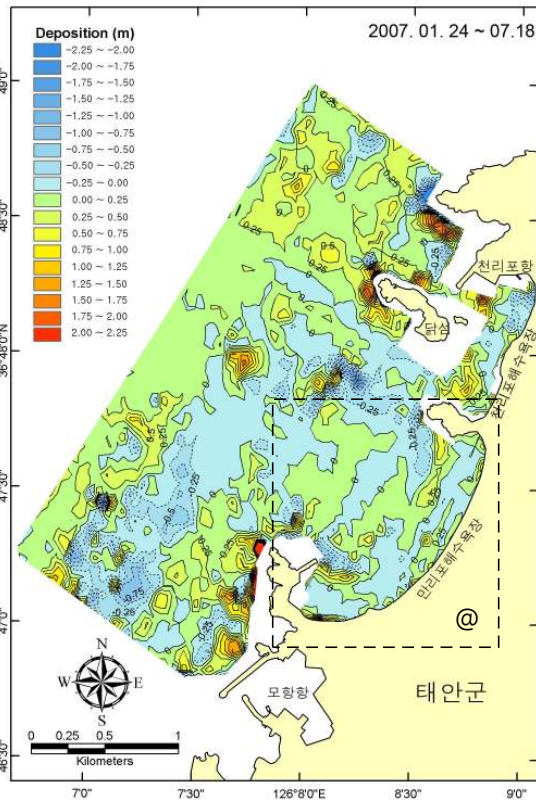 Deposition (m)
-2.25 ~ -2.00
-2.00 ~ -1.75
-1.75 ~ -1.50
-1.50 ~ -1.25
-1.25 ~ -1.00
-1.00 ~ -0.75
-0.75 ~ -0.50
-0.50 ~ -0.25
-0.25 ~ 0.00
0.00 ~ 0.25
0.25 ~ 0.50
0.50 ~ 0.75
0.75 ~ 1.00
1.00 ~ 1.25
1.25 ~ 1.50
1.50 ~ 1.75
1.75 ~ 2.00
2.00 ~ 2.25
2007. 01. 24 ~ 07.18
천리포항
닭섬
천리포해수욕장
만리포해수욕장
@
태안군
모항항
N
W E
S
0 0.25 0.5 1
Kilometers
49'0"
48'30"
36°48'0"N
47'30"
47'0"
46'30"
7'0" 7'30" 126°8'0"E 8'30" 9'0"